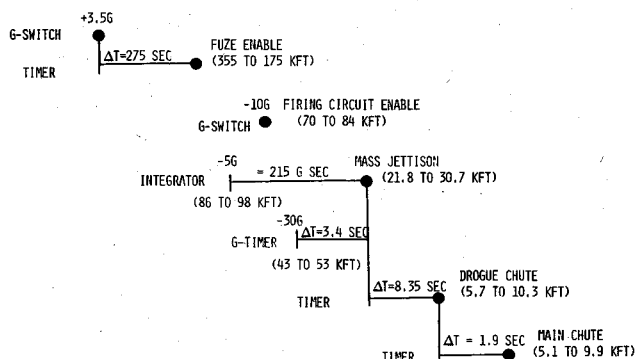 +3.5G
G-SWITCH
ΔT=275 SEC
FUZE ENABLE
(355 TO 175 KFT)
TIMER
-10G FIRING CIRCUIT ENABLE
(70 TO 84 KFT)
G-SWITCH
-5G
= 215 G SEC
MASS JETTISON
(21.8 TO 30.7 KFT)
INTEGRATOR
(86 TO 98 KFT)
-30G
ΔT=3.4 SEC
G-TIMER
(43 TO 53 KFT)
ΔT=8.35 SEC
DROGUE CHUTE
(5.7 TO 10.3 KFT)
TIMER
ΔT = 1.9 SEC
MAIN CHUTE
(5.1 TO 9.9 KFT)
TIMER